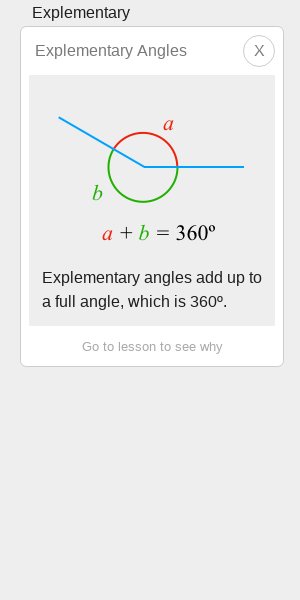 Explementary
Explementary Angles X
a
b
a + b = 360º
Explementary angles add up to
a full angle, which is 360º.
Go to lesson to see why